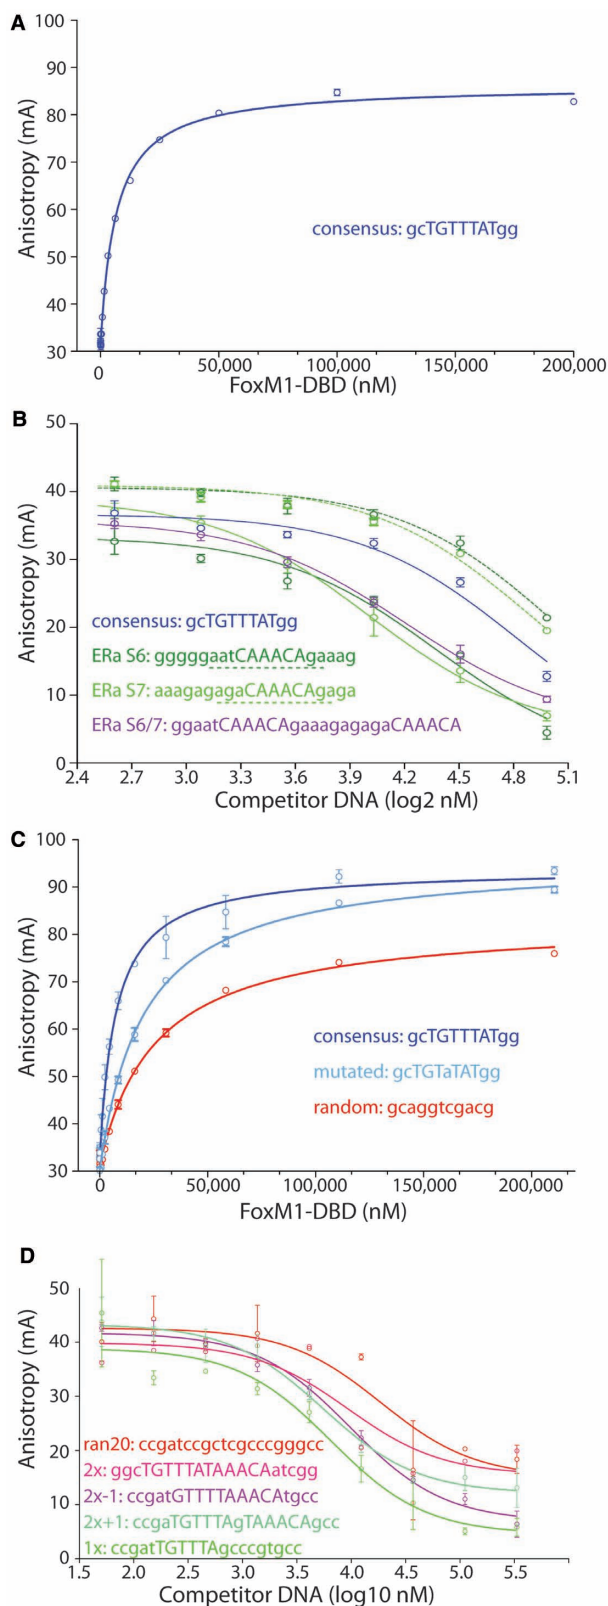 A
100
90
80
70
60
50
40
30
Anisotropy (mA)
consensus: gcTGTTTATgg
0 50,000 100,000 150,000 200,000
FoxM1-DBD (nM)
B
50
40
30
20
10
0
Anisotropy (mA)
consensus: gcTGTTTATgg
ERa S6: gggggaatCAAACAgaaag
ERa S7: aaagagagaCAAACAgaga
ERa S6/7: ggaatCAAACAgaaagagagaCAAACA
2.4 2.7 3.0 3.3 3.6 3.9 4.2 4.5 4.8 5.1
Competitor DNA (log2 nM)
C
100
90
80
70
60
50
40
30
Anisotropy (mA)
consensus: gcTGTTTATgg
mutated: gcTGTaTATgg
random: gcaggtcgacg
0 50,000 100,000 150,000 200,000
FoxM1-DBD (nM)
D
50
40
30
20
10
0
Anisotropy (mA)
ran20: ccgatccgctcgcccgggcc
2x: ggcTGTTTATAAACAatcgg
2x-1: ccgatGTTTTAAACAtgcc
2x+1: ccgaTGTTTAgTAAACAgcc
1x: ccgatTGTTTAgcccgtgcc
1.5 2.0 2.5 3.0 3.5 4.0 4.5 5.0 5.5
Competitor DNA (log10 nM)